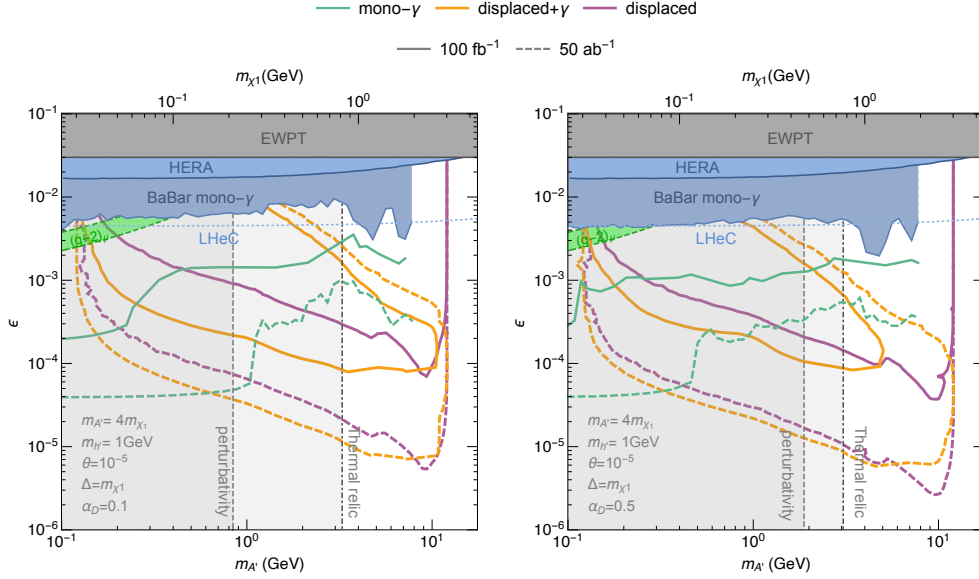 mono−γ displaced+γ displaced
100 fb⁻¹ 50 ab⁻¹
m_χ1(GeV)
10⁻¹ 10⁰
10⁻¹
10⁻²
10⁻³
10⁻⁴
10⁻⁵
10⁻⁶
ϵ
EWPT
HERA
BaBar mono−γ
LHeC
(g−2)μ
m_A'= 4m_χ1
m_h'= 1GeV
θ=10⁻⁵
Δ=m_χ1
α_D=0.1
perturbativity
Thermal relic
10⁻¹ 10⁰ 10¹
m_A' (GeV)
m_χ1(GeV)
10⁻¹ 10⁰
10⁻¹
10⁻²
10⁻³
10⁻⁴
10⁻⁵
10⁻⁶
ϵ
EWPT
HERA
BaBar mono−γ
LHeC
(g−2)μ
m_A'= 4m_χ1
m_h'= 1GeV
θ=10⁻⁵
Δ=m_χ1
α_D=0.5
perturbativity
Thermal relic
10⁻¹ 10⁰ 10¹
m_A' (GeV)